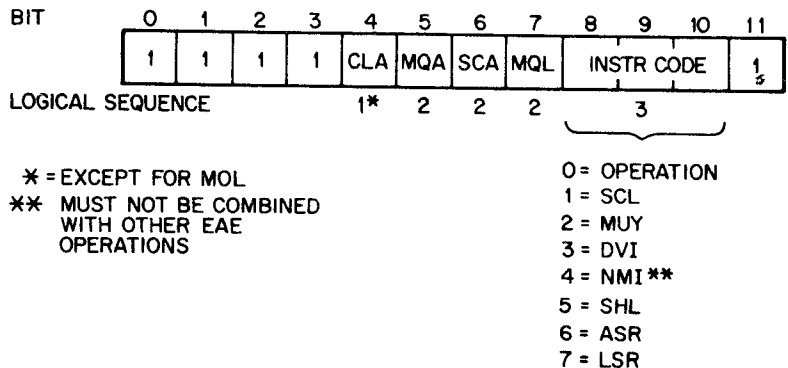 BIT 0 1 2 3 4 5 6 7 8 9 10 11
1 1 1 1 CLA MQA SCA MQL INSTR CODE 1
LOGICAL SEQUENCE 1* 2 2 2 3
* = EXCEPT FOR MOL
** MUST NOT BE COMBINED
WITH OTHER EAE
OPERATIONS
0 = OPERATION
1 = SCL
2 = MUY
3 = DVI
4 = NMI**
5 = SHL
6 = ASR
7 = LSR